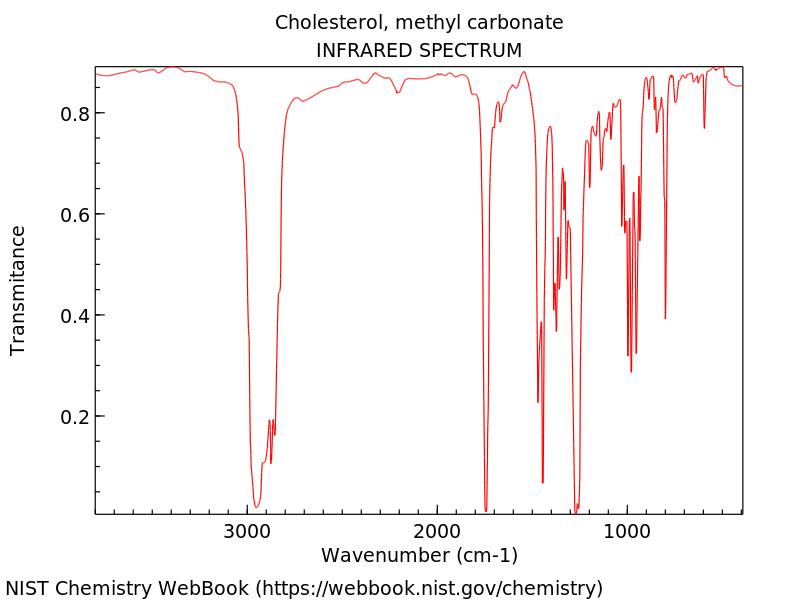 Cholesterol, methyl carbonate
INFRARED SPECTRUM
0.8
0.6
0.4
0.2
Transmitance
3000 2000 1000
Wavenumber (cm-1)
NIST Chemistry WebBook (https://webbook.nist.gov/chemistry)